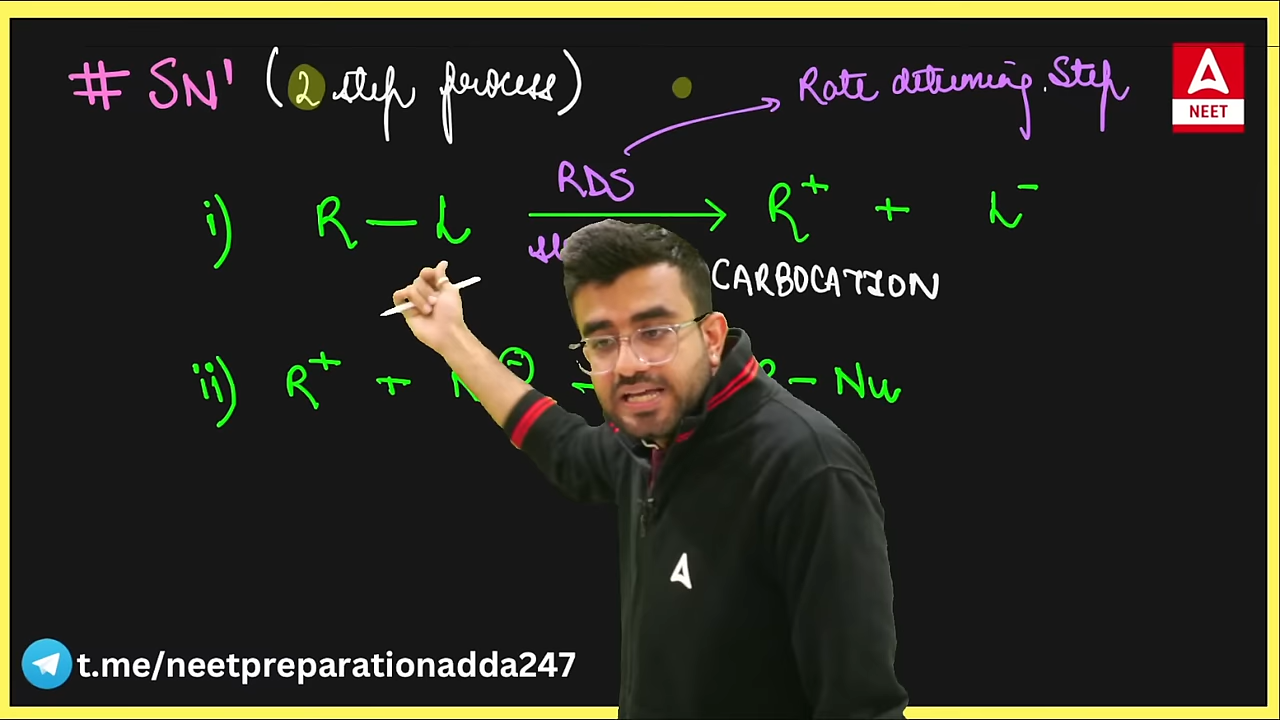 # SN' (2 step process)
Rate determining Step
NEET
RDS
i) R — L → R⁺ + L⁻
CARBOCATION
ii) R⁺ + N ⊖ – R – Nu
t.me/neetpreparationadda247